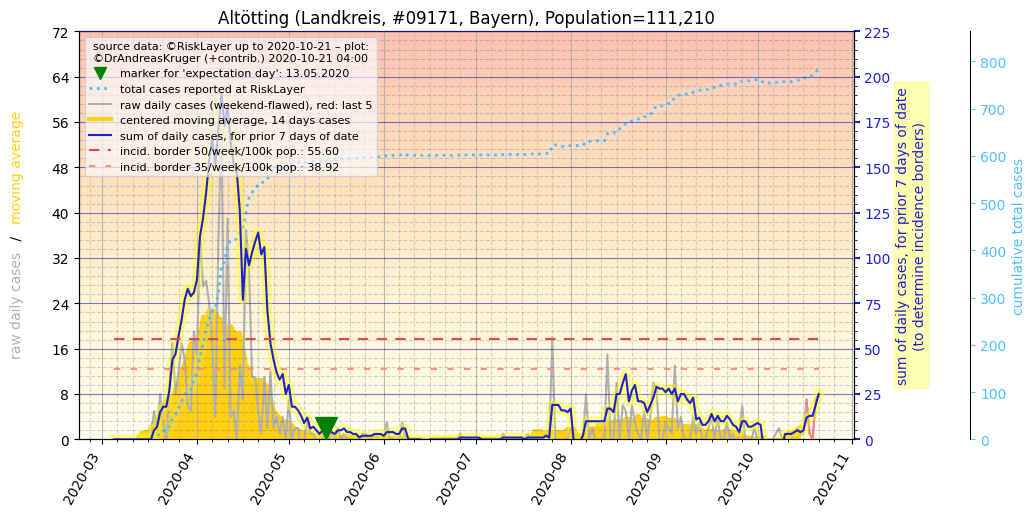 Altötting (Landkreis, #09171, Bayern), Population=111,210
source data: ©RiskLayer up to 2020-10-21 – plot:
©DrAndreasKruger (+contrib.) 2020-10-21 04:00
marker for 'expectation day': 13.05.2020
total cases reported at RiskLayer
raw daily cases (weekend-flawed), red: last 5
centered moving average, 14 days cases
sum of daily cases, for prior 7 days of date
incid. border 50/week/100k pop.: 55.60
incid. border 35/week/100k pop.: 38.92
raw daily cases / moving average
72
64
56
48
40
32
24
16
8
0
2020-03
2020-04
2020-05
2020-06
2020-07
2020-08
2020-09
2020-10
2020-11
225
200
175
150
125
100
75
50
25
0
sum of daily cases, for prior 7 days of date
(to determine incidence borders)
800
700
600
500
400
300
200
100
0
cumulative total cases